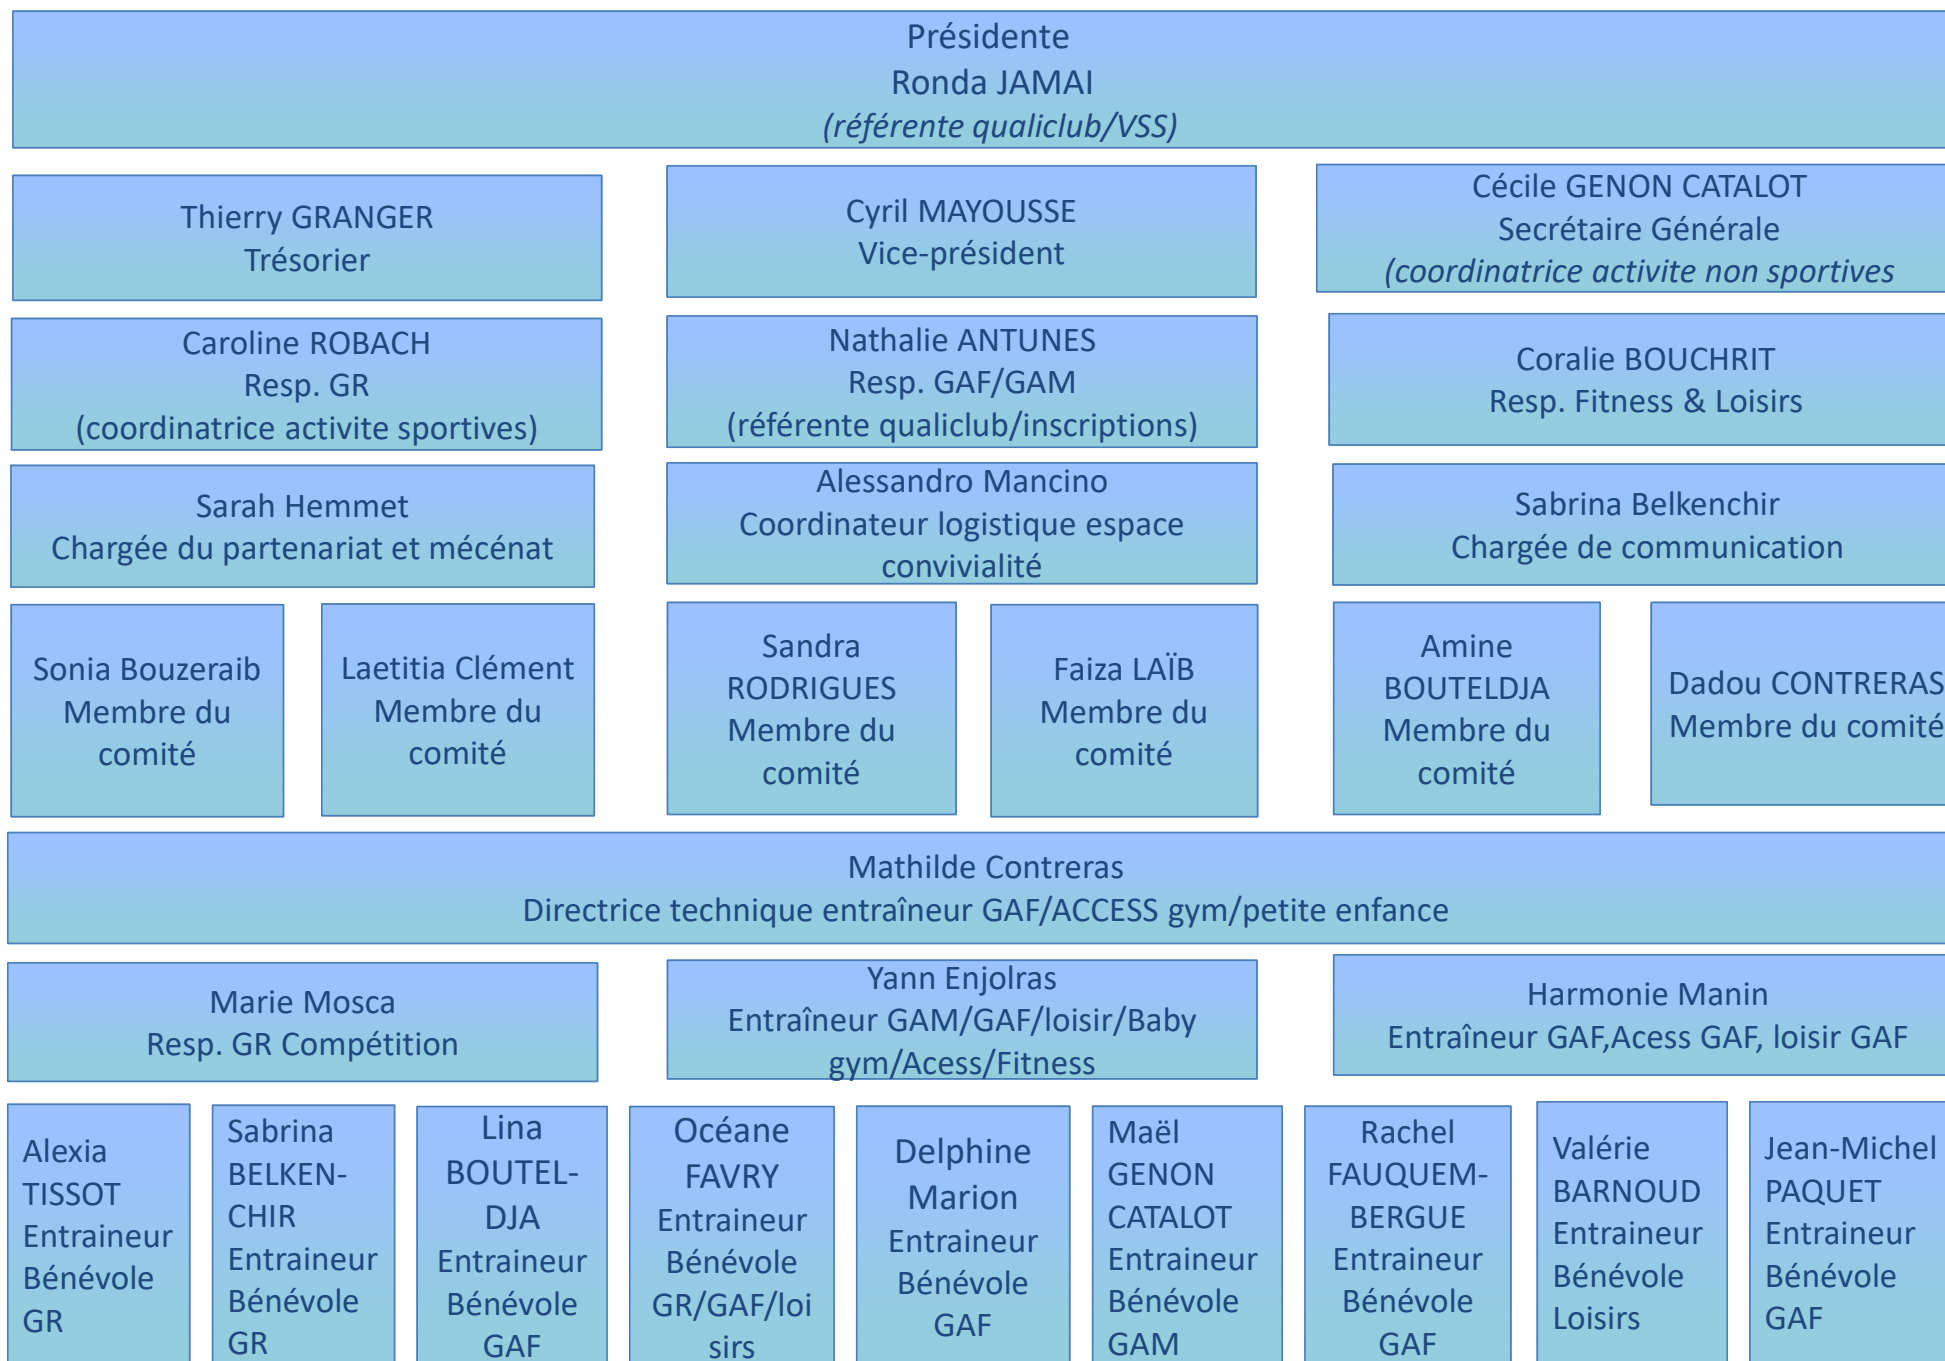 Présidente
Ronda JAMAI
(référente qualiclub/VSS)
Thierry GRANGER
Trésorier
Cyril MAYOUSSE
Vice-président
Cécile GENON CATALOT
Secrétaire Générale
(coordinatrice activite non sportives
Caroline ROBACH
Resp. GR
(coordinatrice activite sportives)
Nathalie ANTUNES
Resp. GAF/GAM
(référente qualiclub/inscriptions)
Coralie BOUCHRIT
Resp. Fitness & Loisirs
Sarah Hemmet
Chargée du partenariat et mécénat
Alessandro Mancino
Coordinateur logistique espace
convivialité
Sabrina Belkenchir
Chargée de communication
Sonia Bouzeraib
Membre du
comité
Laetitia Clément
Membre du
comité
Sandra
RODRIGUES
Membre du
comité
Faiza LAÏB
Membre du
comité
Amine
BOUTELDJA
Membre du
comité
Dadou CONTRERAS
Membre du comité
Mathilde Contreras
Directrice technique entraîneur GAF/ACCESS gym/petite enfance
Marie Mosca
Resp. GR Compétition
Yann Enjolras
Entraîneur GAM/GAF/loisir/Baby
gym/Acess/Fitness
Harmonie Manin
Entraîneur GAF,Acess GAF, loisir GAF
Alexia
TISSOT
Entraineur
Bénévole
GR
Sabrina
BELKEN-
CHIR
Entraineur
Bénévole
GR
Lina
BOUTEL-
DJA
Entraineur
Bénévole
GAF
Océane
FAVRY
Entraineur
Bénévole
GR/GAF/loi
sirs
Delphine
Marion
Entraineur
Bénévole
GAF
Maël
GENON
CATALOT
Entraineur
Bénévole
GAM
Rachel
FAUQUEM-
BERGUE
Entraineur
Bénévole
GAF
Valérie
BARNOUD
Entraineur
Bénévole
Loisirs
Jean-Michel
PAQUET
Entraineur
Bénévole
GAF